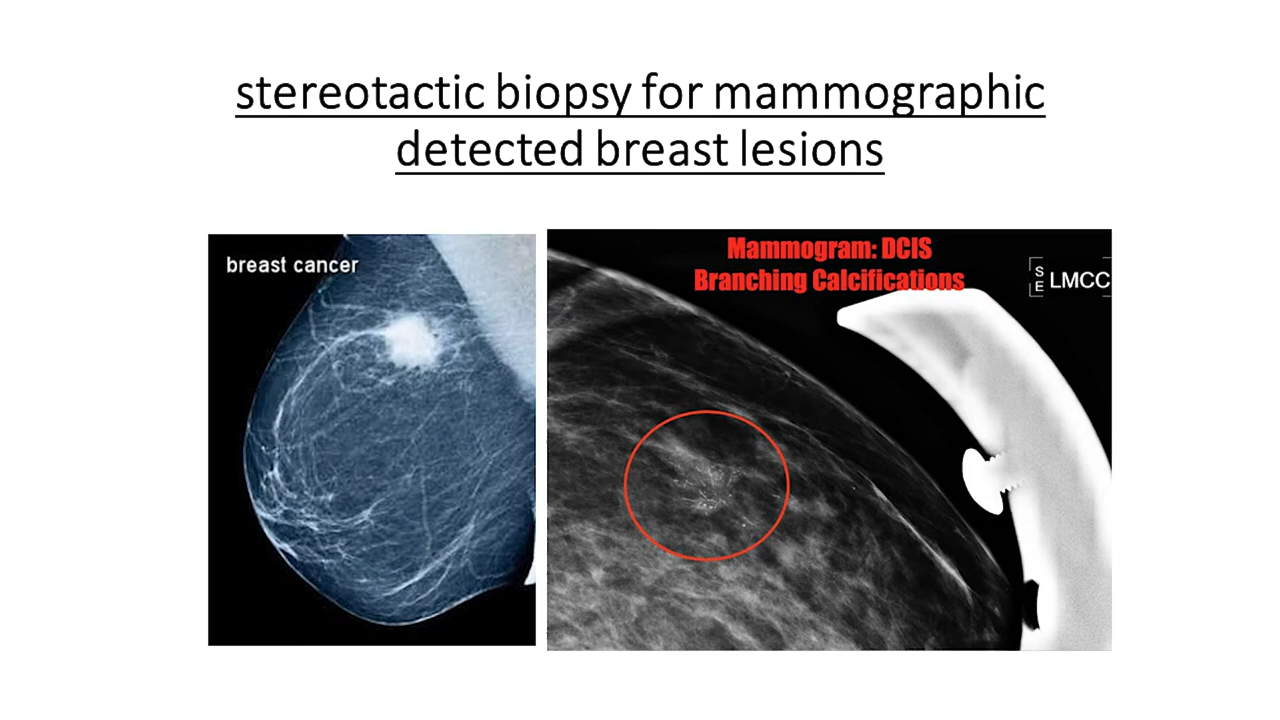 stereotactic biopsy for mammographic
detected breast lesions
breast cancer
Mammogram: DCIS
Branching Calcifications
S
E
LMCC